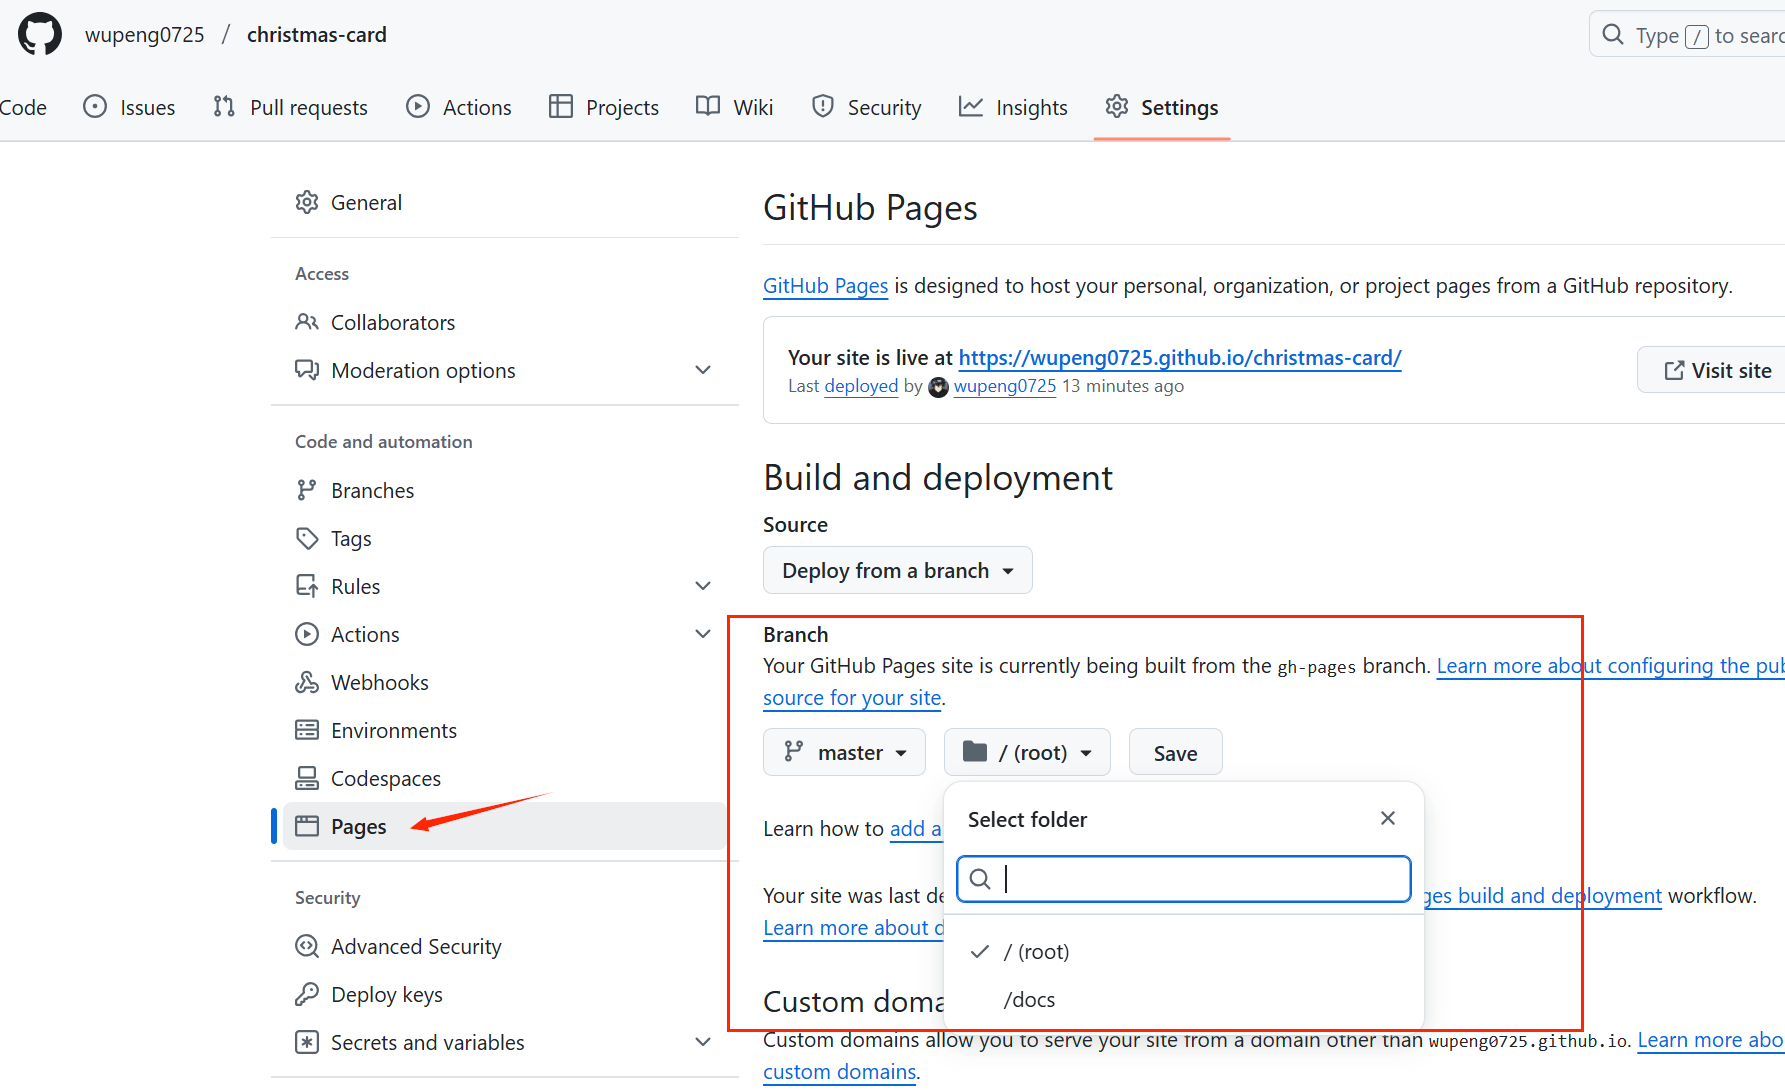 wupeng0725 / christmas-card
Type / to searc
Code Issues Pull requests Actions Projects Wiki Security Insights Settings
General
Access
Collaborators
Moderation options
Code and automation
Branches
Tags
Rules
Actions
Webhooks
Environments
Codespaces
Pages
Security
Advanced Security
Deploy keys
Secrets and variables
GitHub Pages
GitHub Pages is designed to host your personal, organization, or project pages from a GitHub repository.
Your site is live at https://wupeng0725.github.io/christmas-card/
Last deployed by wupeng0725 13 minutes ago
Visit site
Build and deployment
Source
Deploy from a branch
Branch
Your GitHub Pages site is currently being built from the gh-pages branch. Learn more about configuring the pub
source for your site.
master / (root) Save
Select folder
Learn how to add a
Your site was last de ges build and deployment workflow.
Learn more about d
/ (root)
/docs
Custom doma
Custom domains allow you to serve your site from a domain other than wupeng0725.github.io. Learn more abo
custom domains.